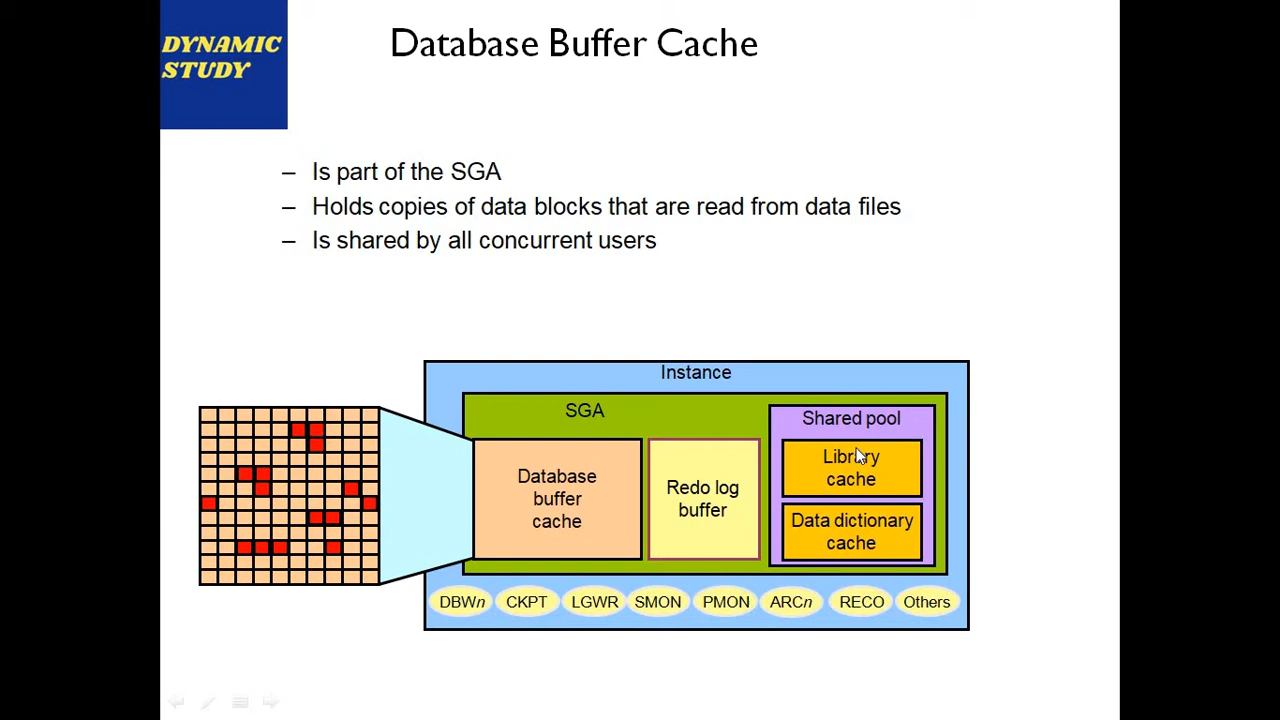 DYNAMIC
STUDY
Database Buffer Cache
– Is part of the SGA
– Holds copies of data blocks that are read from data files
– Is shared by all concurrent users
Instance
SGA
Shared pool
Database
buffer
cache
Redo log
buffer
Library
cache
Data dictionary
cache
DBWn
CKPT
LGWR
SMON
PMON
ARCn
RECO
Others